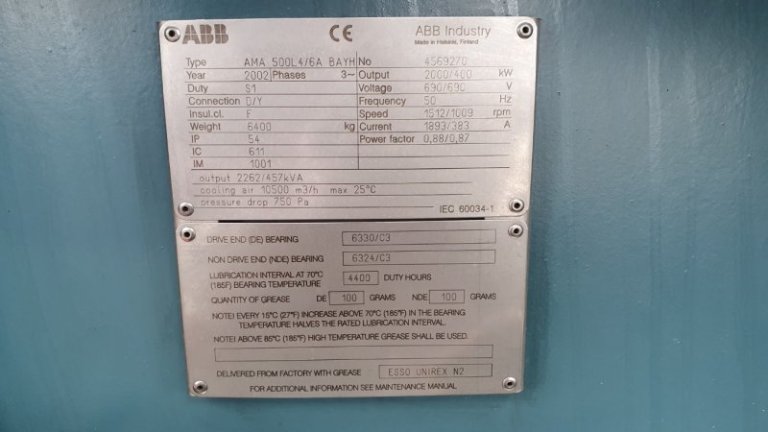 ABB CE ABB Industry
Made in Helsinki, Finland
Type AMA 500L4/6A BAYH No 4569270
Year 2002 Phases 3~ Output 2000/400 kW
Duty S1 Voltage 690/690 V
Connection D/Y Frequency 50 Hz
Insul.cl. F Speed 1512/1009 rpm
Weight 6400 kg Current 1893/383 A
IP 54 Power factor 0,88/0,87
IC 611
IM 1001
output 2262/457kVA
cooling air 10500 m3/h max 25°C
pressure drop 750 Pa
IEC 60034-1
DRIVE END (DE) BEARING 6330/C3
NON DRIVE END (NDE) BEARING 6324/C3
LUBRICATION INTERVAL AT 70°C
(185F) BEARING TEMPERATURE 4400 DUTY HOURS
QUANTITY OF GREASE DE 100 GRAMS NDE 100 GRAMS
NOTE! EVERY 15°C (27°F) INCREASE ABOVE 70°C (185°F) IN THE BEARING
TEMPERATURE HALVES THE RATED LUBRICATION INTERVAL.
NOTE! ABOVE 85°C (185°F) HIGH TEMPERATURE GREASE SHALL BE USED.
DELIVERED FROM FACTORY WITH GREASE ESSO UNIREX N2
FOR ADDITIONAL INFORMATION SEE MAINTENANCE MANUAL